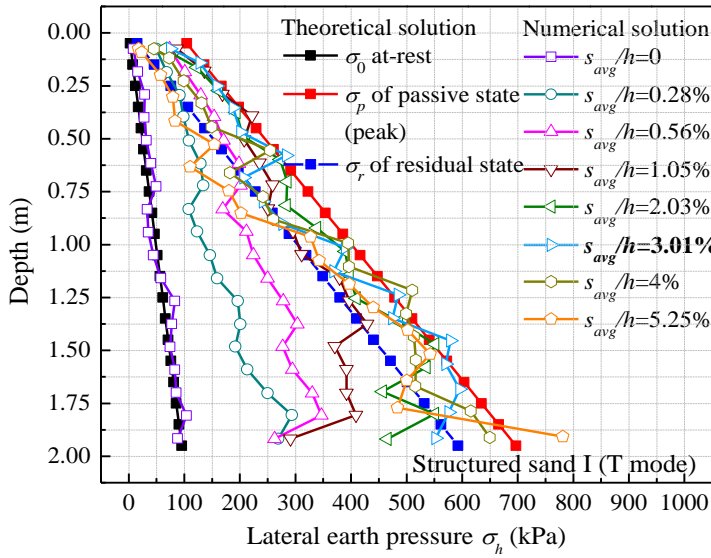 Theoretical solution
σ0 at-rest
σp of passive state
(peak)
σr of residual state
Numerical solution
savg/h=0
savg/h=0.28%
savg/h=0.56%
savg/h=1.05%
savg/h=2.03%
savg/h=3.01%
savg/h=4%
savg/h=5.25%
Depth (m)
0.00
0.25
0.50
0.75
1.00
1.25
1.50
1.75
2.00
Structured sand I (T mode)
0 100 200 300 400 500 600 700 800 900 1000
Lateral earth pressure σh (kPa)